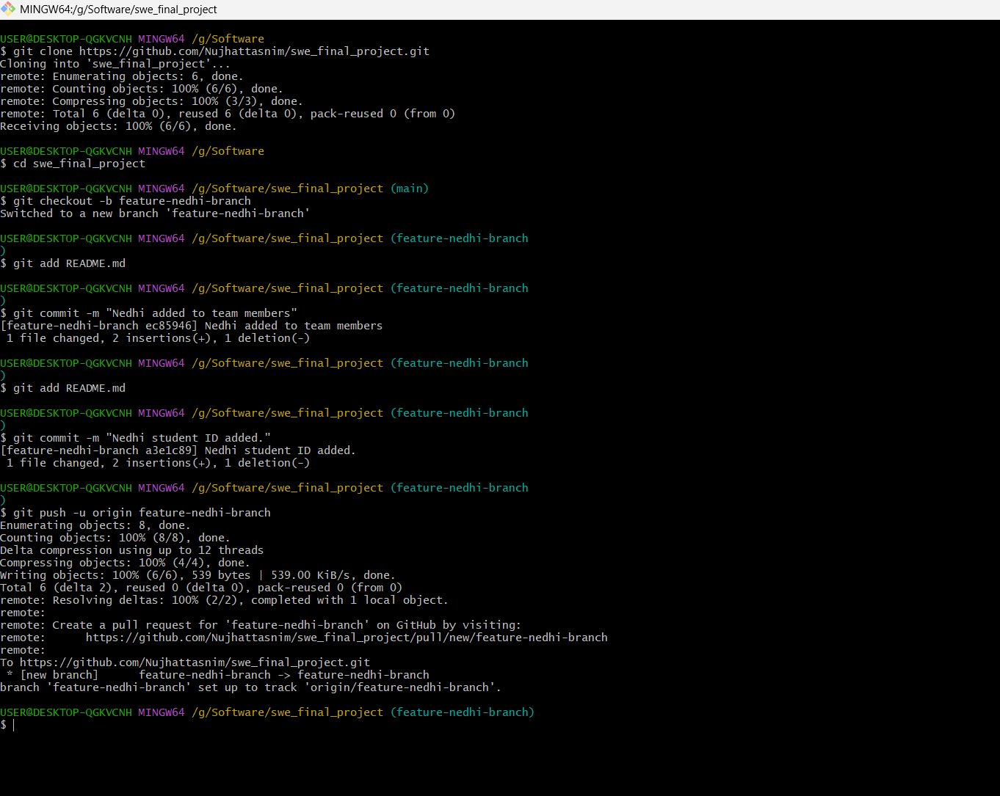 MINGW64:/g/Software/swe_final_project
USER@DESKTOP-QGKVCNH MINGW64 /g/Software
$ git clone https://github.com/Nujhattasnim/swe_final_project.git
Cloning into 'swe_final_project'...
remote: Enumerating objects: 6, done.
remote: Counting objects: 100% (6/6), done.
remote: Compressing objects: 100% (3/3), done.
remote: Total 6 (delta 0), reused 6 (delta 0), pack-reused 0 (from 0)
Receiving objects: 100% (6/6), done.
USER@DESKTOP-QGKVCNH MINGW64 /g/Software
$ cd swe_final_project
USER@DESKTOP-QGKVCNH MINGW64 /g/Software/swe_final_project (main)
$ git checkout -b feature-nedhi-branch
Switched to a new branch 'feature-nedhi-branch'
USER@DESKTOP-QGKVCNH MINGW64 /g/Software/swe_final_project (feature-nedhi-branch
)
$ git add README.md
USER@DESKTOP-QGKVCNH MINGW64 /g/Software/swe_final_project (feature-nedhi-branch
)
$ git commit -m "Nedhi added to team members"
[feature-nedhi-branch ec85946] Nedhi added to team members
 1 file changed, 2 insertions(+), 1 deletion(-)
USER@DESKTOP-QGKVCNH MINGW64 /g/Software/swe_final_project (feature-nedhi-branch
)
$ git add README.md
USER@DESKTOP-QGKVCNH MINGW64 /g/Software/swe_final_project (feature-nedhi-branch
)
$ git commit -m "Nedhi student ID added."
[feature-nedhi-branch a3e1c89] Nedhi student ID added.
 1 file changed, 2 insertions(+), 1 deletion(-)
USER@DESKTOP-QGKVCNH MINGW64 /g/Software/swe_final_project (feature-nedhi-branch
)
$ git push -u origin feature-nedhi-branch
Enumerating objects: 8, done.
Counting objects: 100% (8/8), done.
Delta compression using up to 12 threads
Compressing objects: 100% (4/4), done.
Writing objects: 100% (6/6), 539 bytes | 539.00 KiB/s, done.
Total 6 (delta 2), reused 0 (delta 0), pack-reused 0 (from 0)
remote: Resolving deltas: 100% (2/2), completed with 1 local object.
remote:
remote: Create a pull request for 'feature-nedhi-branch' on GitHub by visiting:
remote:      https://github.com/Nujhattasnim/swe_final_project/pull/new/feature-nedhi-branch
remote:
To https://github.com/Nujhattasnim/swe_final_project.git
 * [new branch]      feature-nedhi-branch -> feature-nedhi-branch
branch 'feature-nedhi-branch' set up to track 'origin/feature-nedhi-branch'.
USER@DESKTOP-QGKVCNH MINGW64 /g/Software/swe_final_project (feature-nedhi-branch)
$